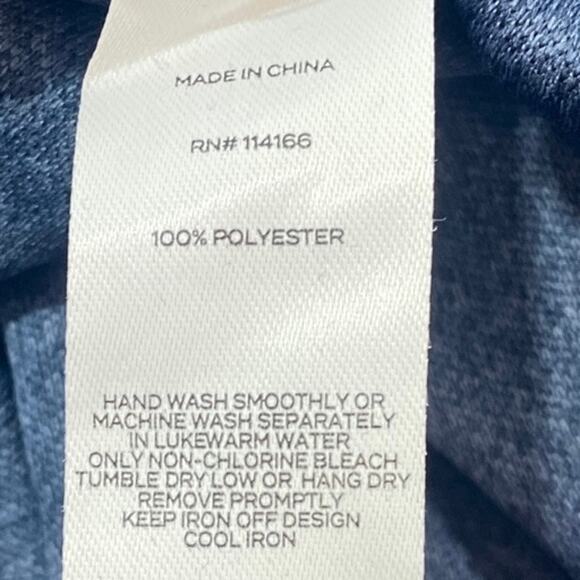 MADE IN CHINA
RN# 114166
100% POLYESTER
HAND WASH SMOOTHLY OR
MACHINE WASH SEPARATELY
IN LUKEWARM WATER
ONLY NON-CHLORINE BLEACH
TUMBLE DRY LOW OR HANG DRY
REMOVE PROMPTLY
KEEP IRON OFF DESIGN
COOL IRON